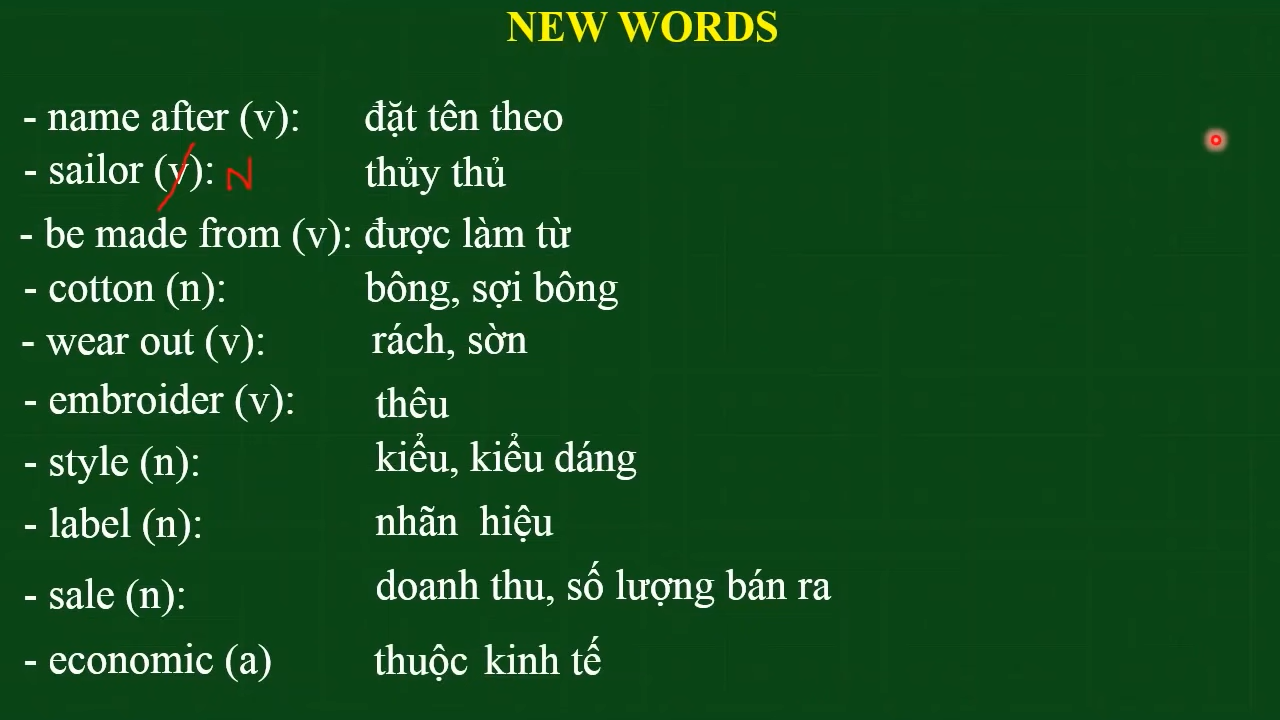 NEW WORDS
- name after (v): đặt tên theo
- sailor (v): N thủy thủ
- be made from (v): được làm từ
- cotton (n): bông, sợi bông
- wear out (v): rách, sờn
- embroider (v): thêu
- style (n): kiểu, kiểu dáng
- label (n): nhãn hiệu
- sale (n): doanh thu, số lượng bán ra
- economic (a) thuộc kinh tế